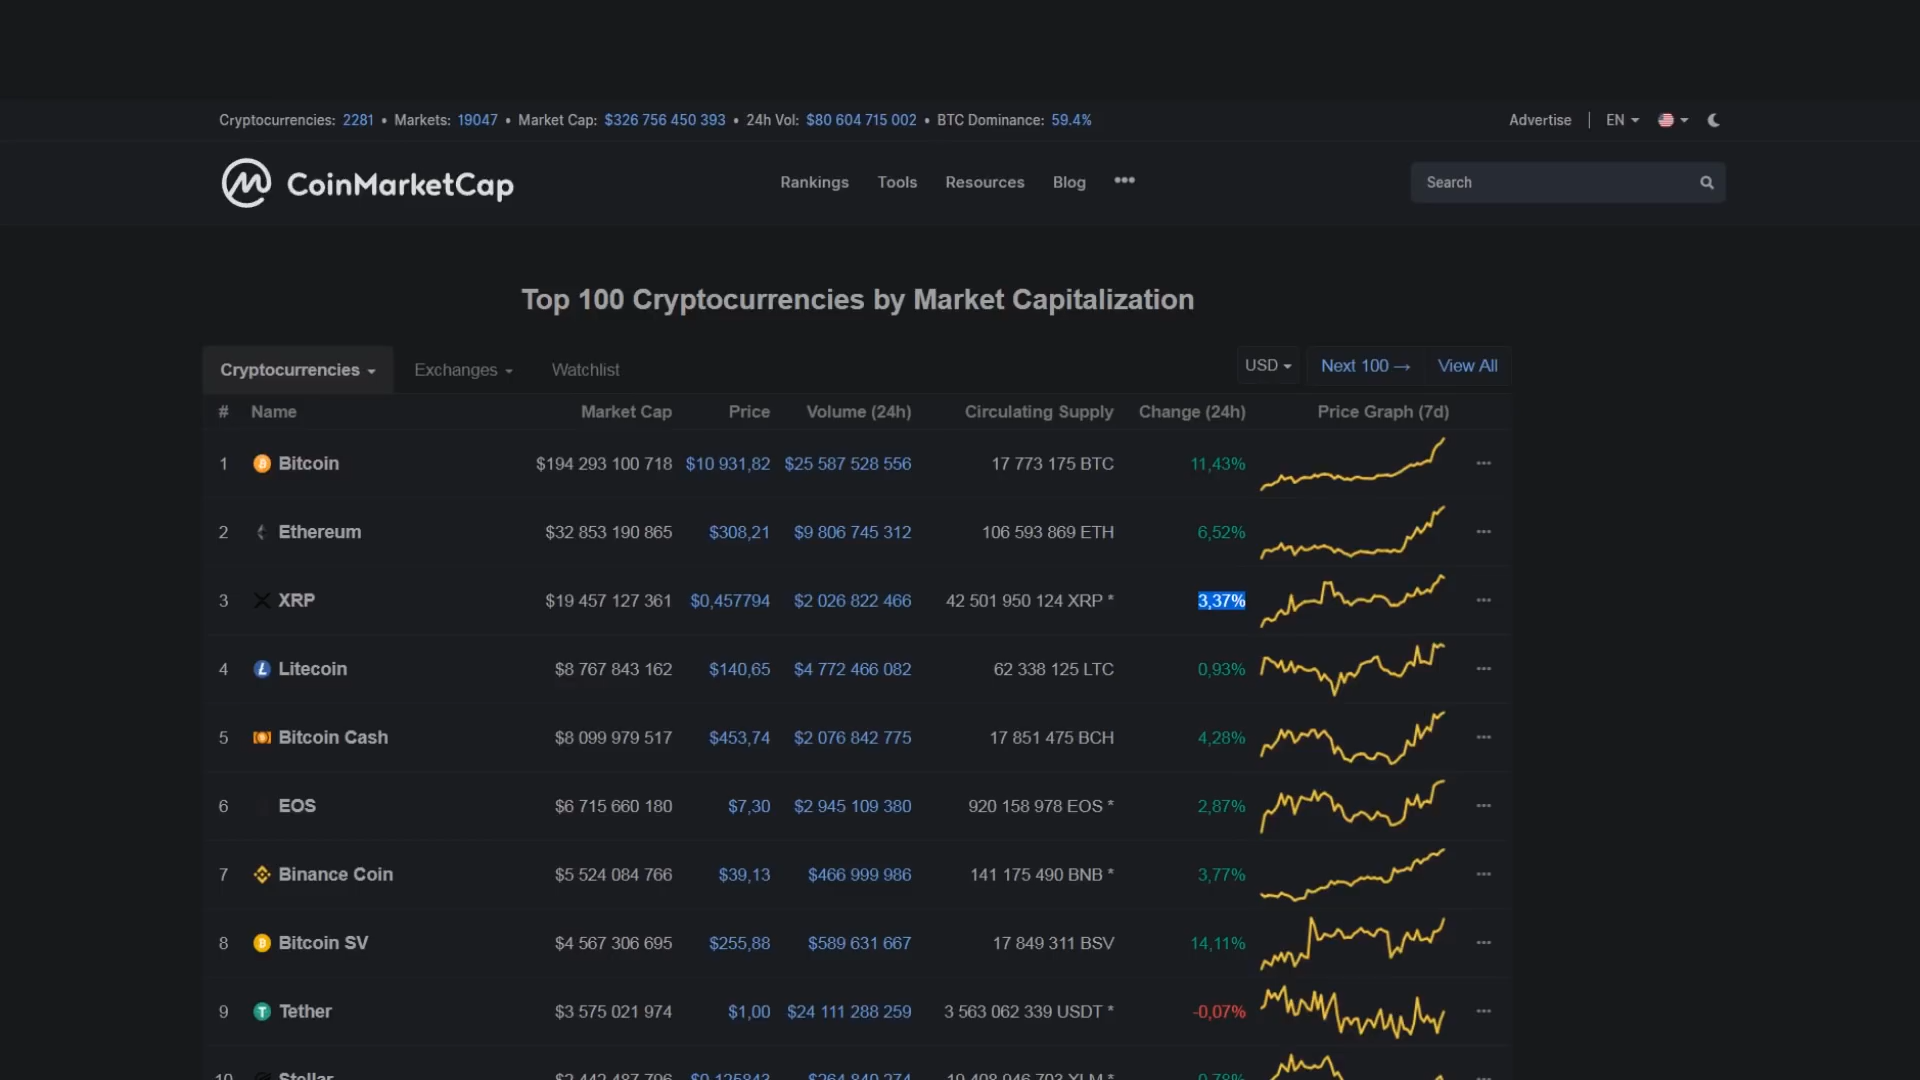 Cryptocurrencies: 2281 • Markets: 19047 • Market Cap: $326 756 450 393 • 24h Vol: $80 604 715 002 • BTC Dominance: 59.4% Advertise | EN
CoinMarketCap Rankings Tools Resources Blog ••• Search
Top 100 Cryptocurrencies by Market Capitalization
Cryptocurrencies Exchanges Watchlist USD Next 100 → View All
# Name Market Cap Price Volume (24h) Circulating Supply Change (24h) Price Graph (7d)
1 Bitcoin $194 293 100 718 $10 931,82 $25 587 528 556 17 773 175 BTC 11,43%
2 Ethereum $32 853 190 865 $308,21 $9 806 745 312 106 593 869 ETH 6,52%
3 XRP $19 457 127 361 $0,457794 $2 026 822 466 42 501 950 124 XRP * 3,37%
4 Litecoin $8 767 843 162 $140,65 $4 772 466 082 62 338 125 LTC 0,93%
5 Bitcoin Cash $8 099 979 517 $453,74 $2 076 842 775 17 851 475 BCH 4,28%
6 EOS $6 715 660 180 $7,30 $2 945 109 380 920 158 978 EOS * 2,87%
7 Binance Coin $5 524 084 766 $39,13 $466 999 986 141 175 490 BNB * 3,77%
8 Bitcoin SV $4 567 306 695 $255,88 $589 631 667 17 849 311 BSV 14,11%
9 Tether $3 575 021 974 $1,00 $24 111 288 259 3 563 062 339 USDT * -0,07%
10 Stellar